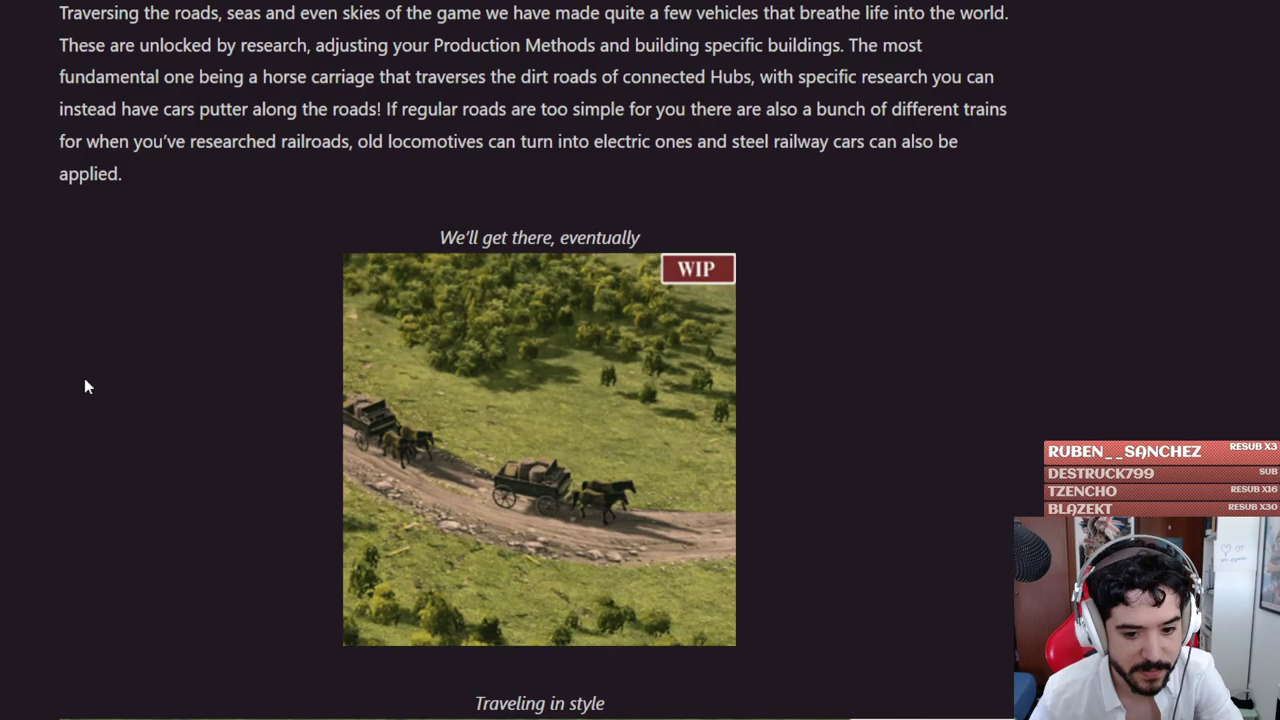 Traversing the roads, seas and even skies of the game we have made quite a few vehicles that breathe life into the world.
These are unlocked by research, adjusting your Production Methods and building specific buildings. The most
fundamental one being a horse carriage that traverses the dirt roads of connected Hubs, with specific research you can
instead have cars putter along the roads! If regular roads are too simple for you there are also a bunch of different trains
for when you've researched railroads, old locomotives can turn into electric ones and steel railway cars can also be
applied.
We'll get there, eventually
WIP
RUBEN__SANCHEZ RESUB X3
DESTRUCK799 SUB
TZENCHO RESUB X16
BLAZEKT RESUB X30
Traveling in style